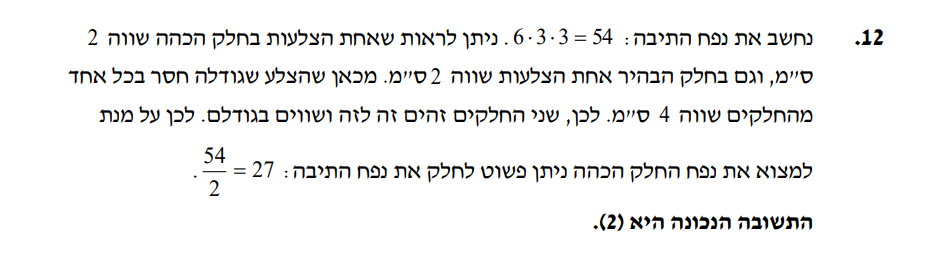 12. נחשב את נפח התיבה: 6·3·3 = 54. ניתן לראות שאחת הצלעות בחלק הכהה שווה 2
ס״מ, וגם בחלק הבהיר אחת הצלעות שווה 2 ס״מ. מכאן שהצלע שגודלה חסר בכל אחד
מהחלקים שווה 4 ס״מ. לכן, שני החלקים זהים זה לזה ושווים בגודלם. לכן על מנת
למצוא את נפח החלק הכהה ניתן פשוט לחלק את נפח התיבה: 54/2 = 27.
התשובה הנכונה היא (2).